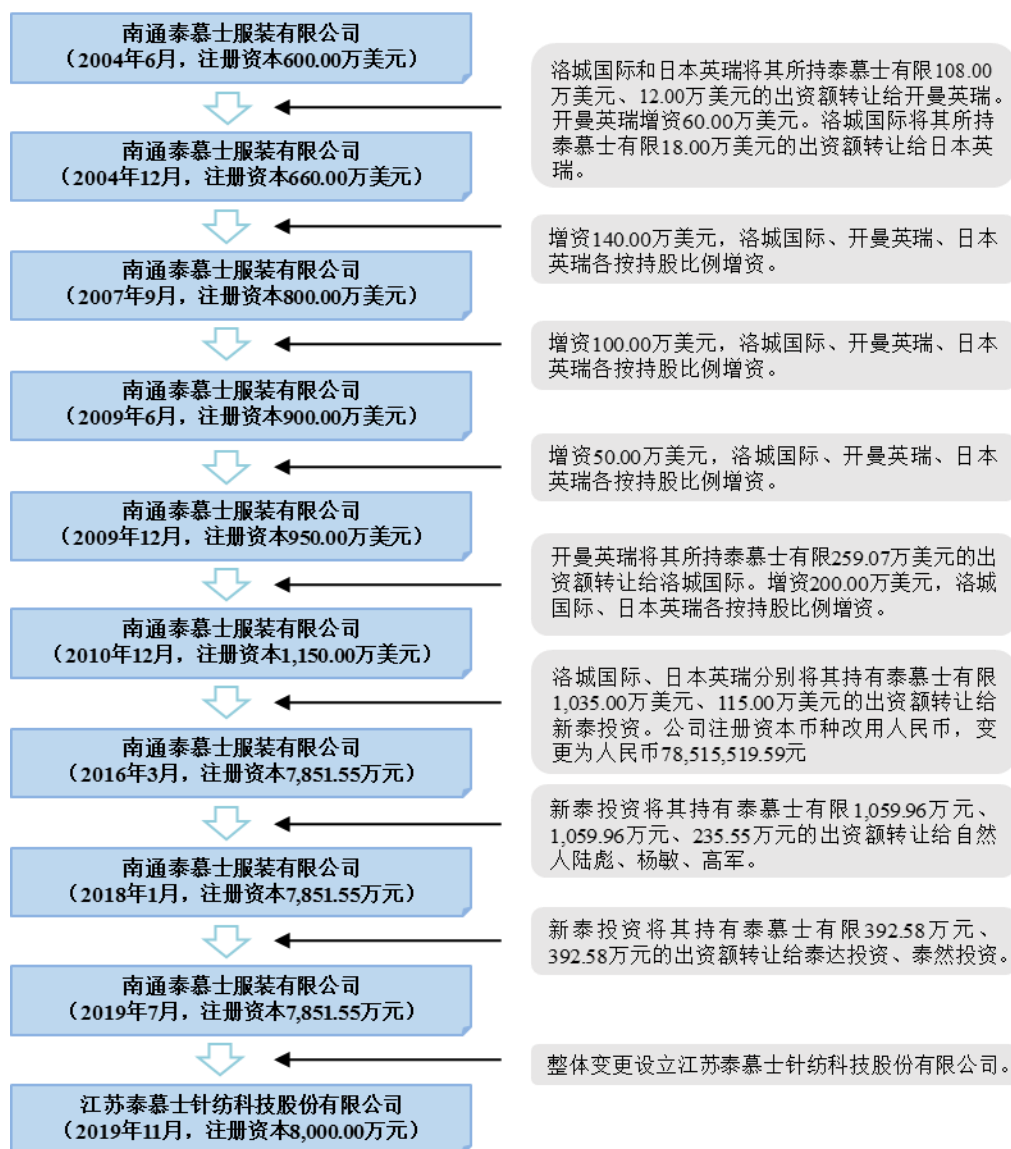 南通泰慕士服装有限公司
（2004年6月，注册资本600.00万美元）
洛城国际和日本英瑞将其所持泰慕士有限108.00
万美元、12.00万美元的出资额转让给开曼英瑞。
开曼英瑞增资60.00万美元。洛城国际将其所持
泰慕士有限18.00万美元的出资额转让给日本英
瑞。
南通泰慕士服装有限公司
（2004年12月，注册资本660.00万美元）
增资140.00万美元，洛城国际、开曼英瑞、日本
英瑞各按持股比例增资。
南通泰慕士服装有限公司
（2007年9月，注册资本800.00万美元）
增资100.00万美元，洛城国际、开曼英瑞、日本
英瑞各按持股比例增资。
南通泰慕士服装有限公司
（2009年6月，注册资本900.00万美元）
增资50.00万美元，洛城国际、开曼英瑞、日本
英瑞各按持股比例增资。
南通泰慕士服装有限公司
（2009年12月，注册资本950.00万美元）
开曼英瑞将其所持泰慕士有限259.07万美元的出
资额转让给洛城国际。增资200.00万美元，洛城
国际、日本英瑞各按持股比例增资。
南通泰慕士服装有限公司
（2010年12月，注册资本1,150.00万美元）
洛城国际、日本英瑞分别将其持有泰慕士有限
1,035.00万美元、115.00万美元的出资额转让给
新泰投资。公司注册资本币种改用人民币，变
更为人民币78,515,519.59元
南通泰慕士服装有限公司
（2016年3月，注册资本7,851.55万元）
新泰投资将其持有泰慕士有限1,059.96万元、
1,059.96万元、235.55万元的出资额转让给自然
人陆彪、杨敏、高军。
南通泰慕士服装有限公司
（2018年1月，注册资本7,851.55万元）
新泰投资将其持有泰慕士有限392.58万元、
392.58万元的出资额转让给泰达投资、泰然投资。
南通泰慕士服装有限公司
（2019年7月，注册资本7,851.55万元）
整体变更设立江苏泰慕士针纺科技股份有限公司。
江苏泰慕士针纺科技股份有限公司
（2019年11月，注册资本8,000.00万元）